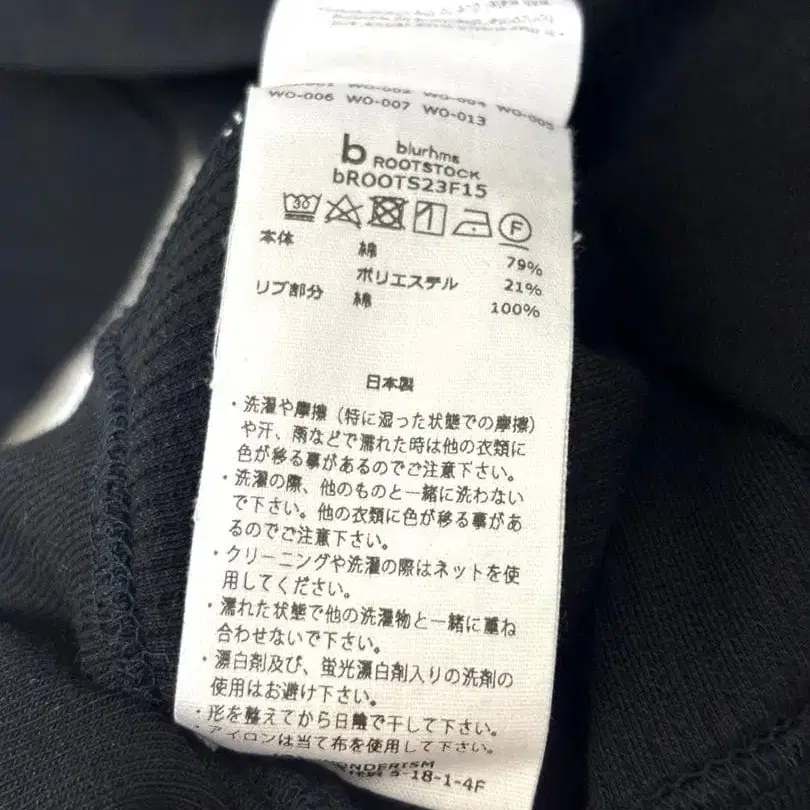 WO-004 WO-005
WO-006 WO-007 WO-013
b blurhms
ROOTSTOCK
bROOTS23F15
30
F
本体 綿 79%
ポリエステル 21%
リブ部分 綿 100%
日本製
・洗濯や摩擦（特に湿った状態での摩擦）
や汗、雨などで濡れた時は他の衣類に
色が移る事があるのでご注意下さい。
・洗濯の際、他のものと一緒に洗わない
で下さい。他の衣類に色が移る事があ
るのでご注意下さい。
・クリーニングや洗濯の際はネットを使
用してください。
・濡れた状態で他の洗濯物と一緒に重ね
合わせないで下さい。
・漂白剤及び、蛍光漂白剤入りの洗剤の
使用はお避け下さい。
・形を整えてから日陰で干して下さい。
・アイロンは当て布を使用して下さい。
5-18-1-4F